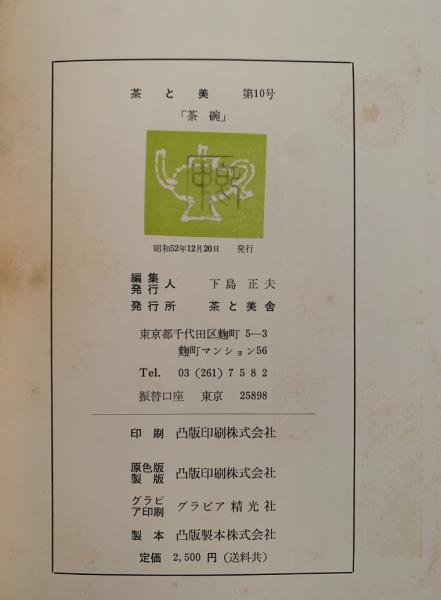 茶と美 第10号
「茶碗」
昭和52年12月20日 発行
編集発行人 下島正夫
発行所 茶と美舎
東京都千代田区麴町 5—3
麴町マンション56
Tel. 03 (261) 7582
振替口座 東京 25898
印刷 凸版印刷株式会社
原色版製版 凸版印刷株式会社
グラビア印刷 グラビア精光社
製本 凸版製本株式会社
定価 2,500円(送料共)